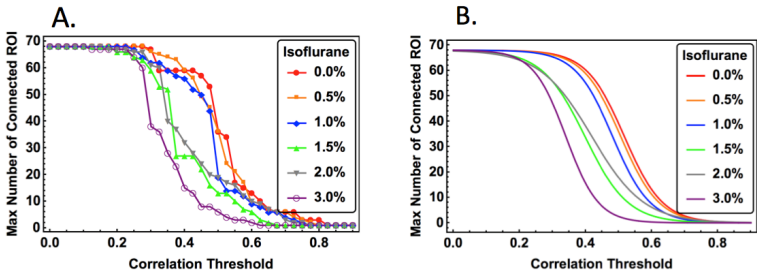 A.
Max Number of Connected ROI
70
60
50
40
30
20
10
0
0.0 0.2 0.4 0.6 0.8
Correlation Threshold
Isoflurane
0.0%
0.5%
1.0%
1.5%
2.0%
3.0%
B.
Max Number of Connected ROI
70
60
50
40
30
20
10
0
0.0 0.2 0.4 0.6 0.8
Correlation Threshold
Isoflurane
0.0%
0.5%
1.0%
1.5%
2.0%
3.0%